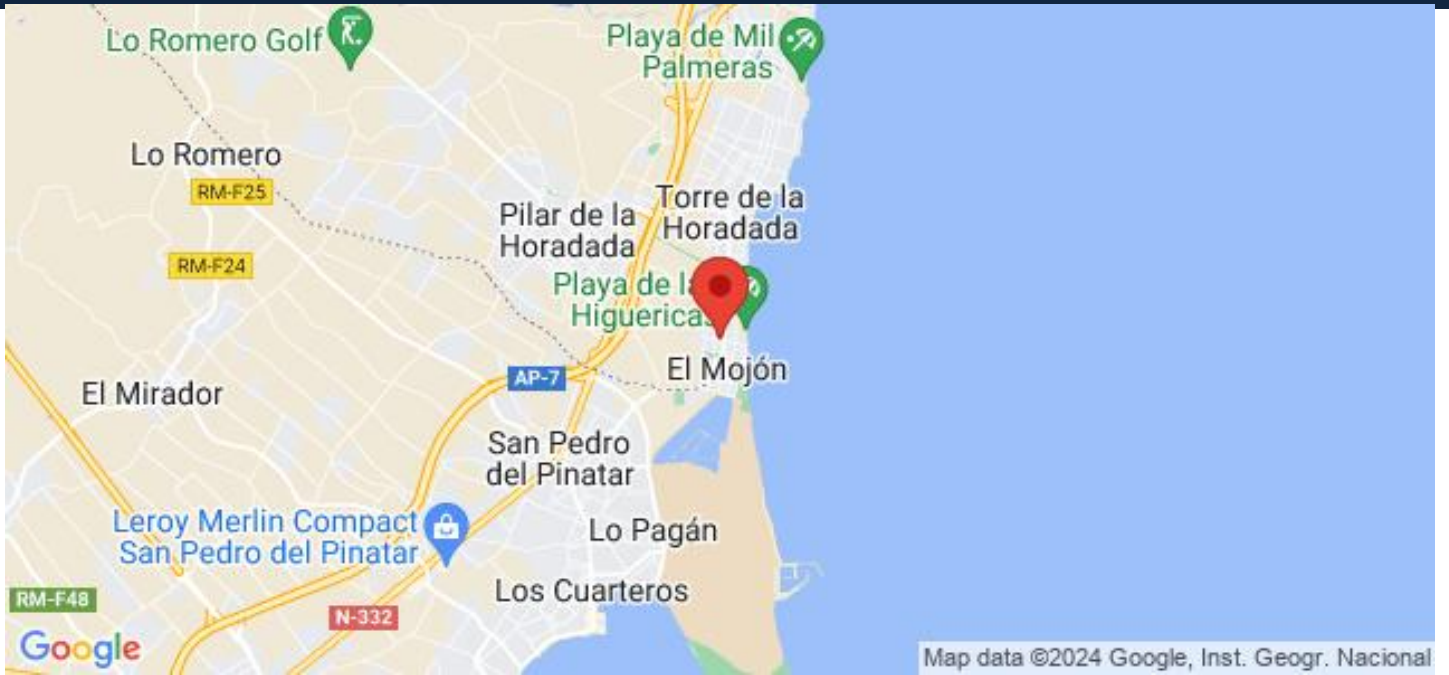 Lo Romero Golf
Playa de Mil
Palmeras
Lo Romero
RM-F25
Pilar de la
Horadada
Torre de la
Horadada
RM-F24
Playa de la
Higuericas
El Mojón
AP-7
El Mirador
San Pedro
del Pinatar
Leroy Merlin Compact
San Pedro del Pinatar
Lo Pagán
Los Cuarteros
RM-F48
N-332
Google
Map data ©2024 Google, Inst. Geogr. Nacional